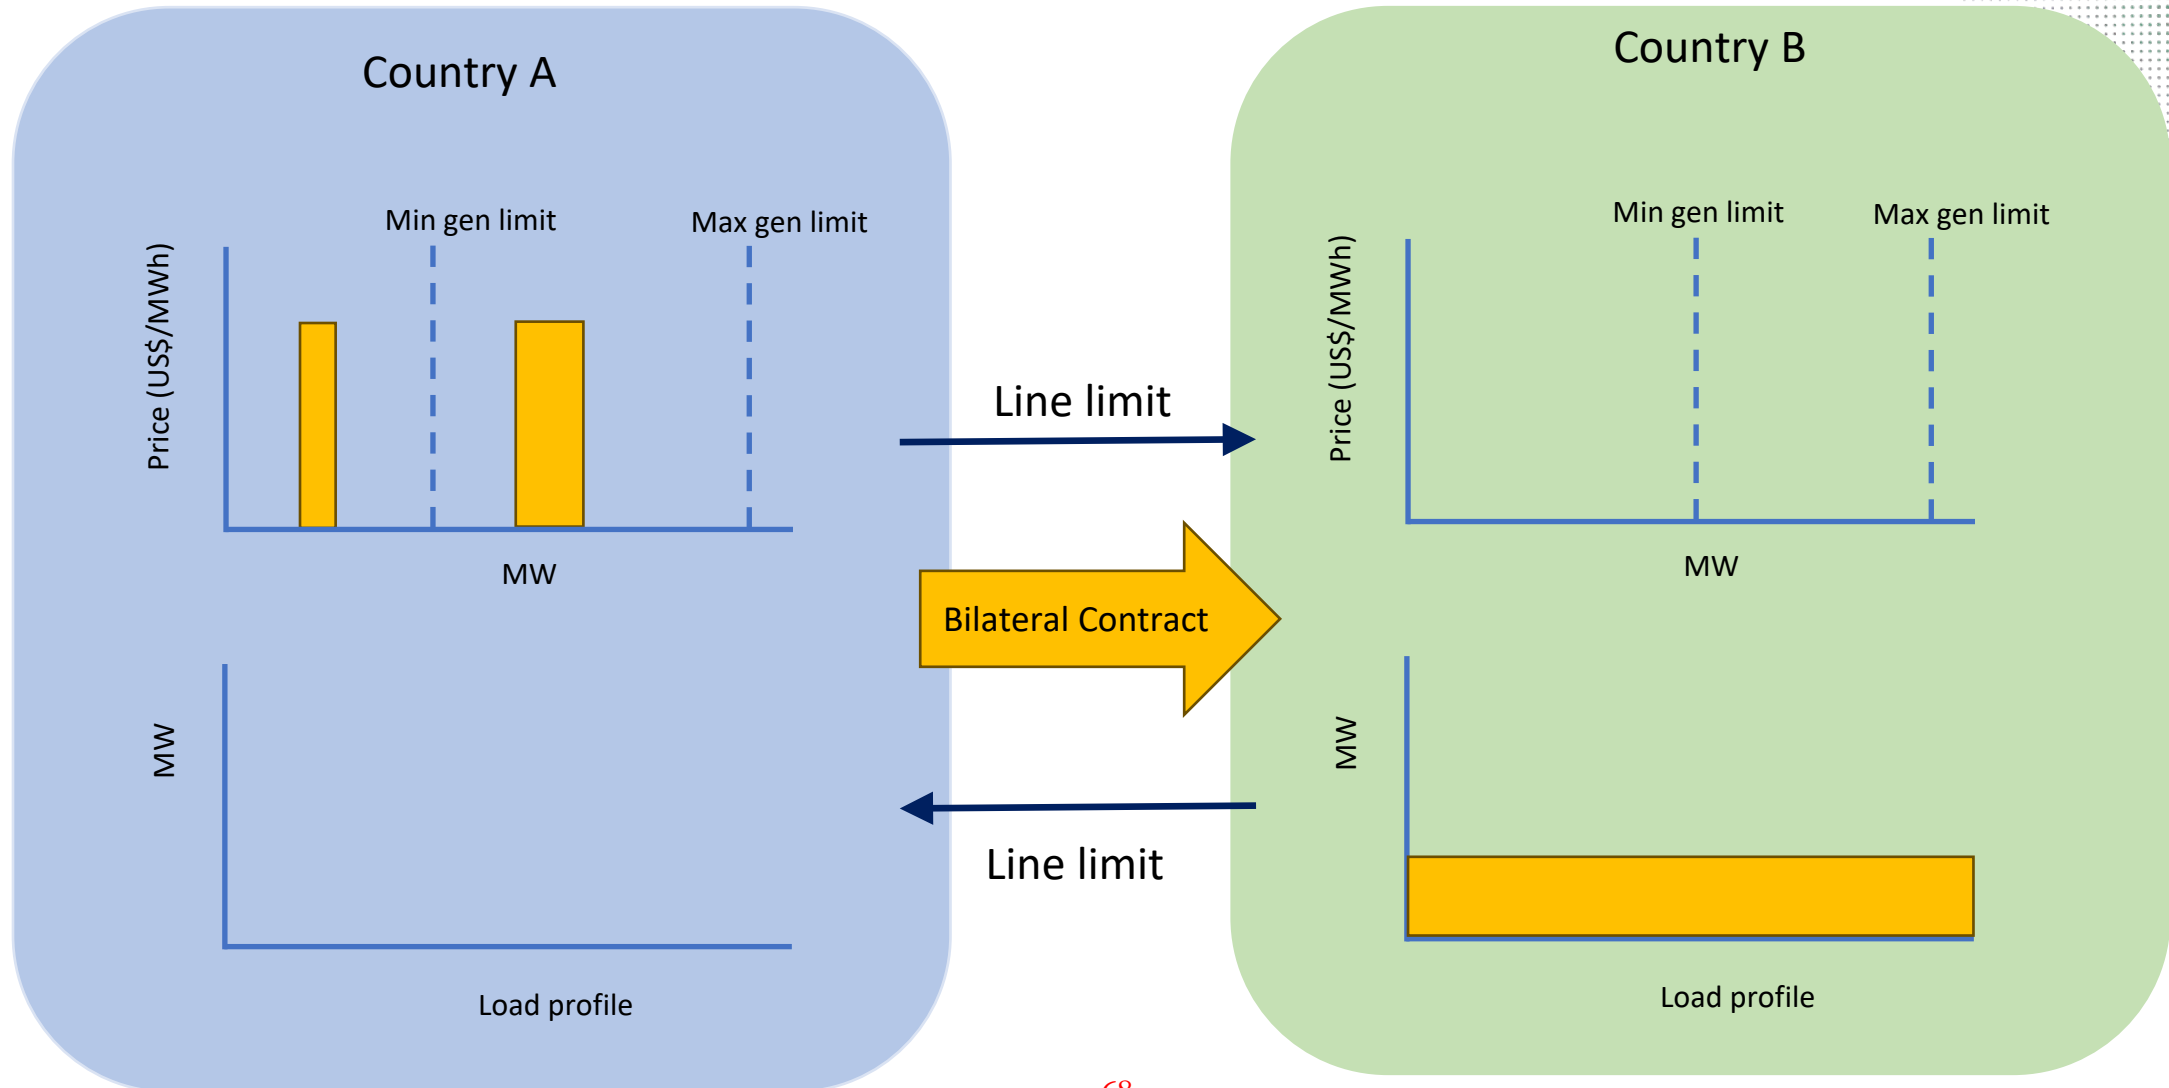 Country A
Country B
Min gen limit
Max gen limit
Price (US$/MWh)
MW
MW
Load profile
Line limit
Bilateral Contract
Line limit
Min gen limit
Max gen limit
Price (US$/MWh)
MW
MW
Load profile
68